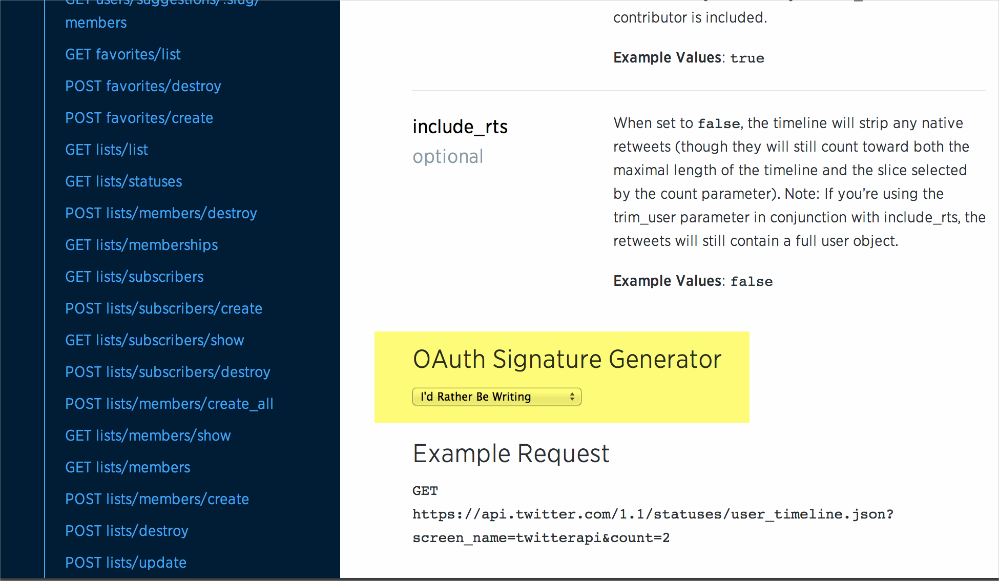 GET users/suggestions/:slug/
members
GET favorites/list
POST favorites/destroy
POST favorites/create
GET lists/list
GET lists/statuses
POST lists/members/destroy
GET lists/memberships
GET lists/subscribers
POST lists/subscribers/create
GET lists/subscribers/show
POST lists/subscribers/destroy
POST lists/members/create_all
GET lists/members/show
GET lists/members
POST lists/members/create
POST lists/destroy
POST lists/update
contributor is included.
Example Values: true
include_rts
optional
When set to false, the timeline will strip any native
retweets (though they will still count toward both the
maximal length of the timeline and the slice selected
by the count parameter). Note: If you’re using the
trim_user parameter in conjunction with include_rts, the
retweets will still contain a full user object.
Example Values: false
OAuth Signature Generator
I'd Rather Be Writing
Example Request
GET
https://api.twitter.com/1.1/statuses/user_timeline.json?
screen_name=twitterapi&count=2